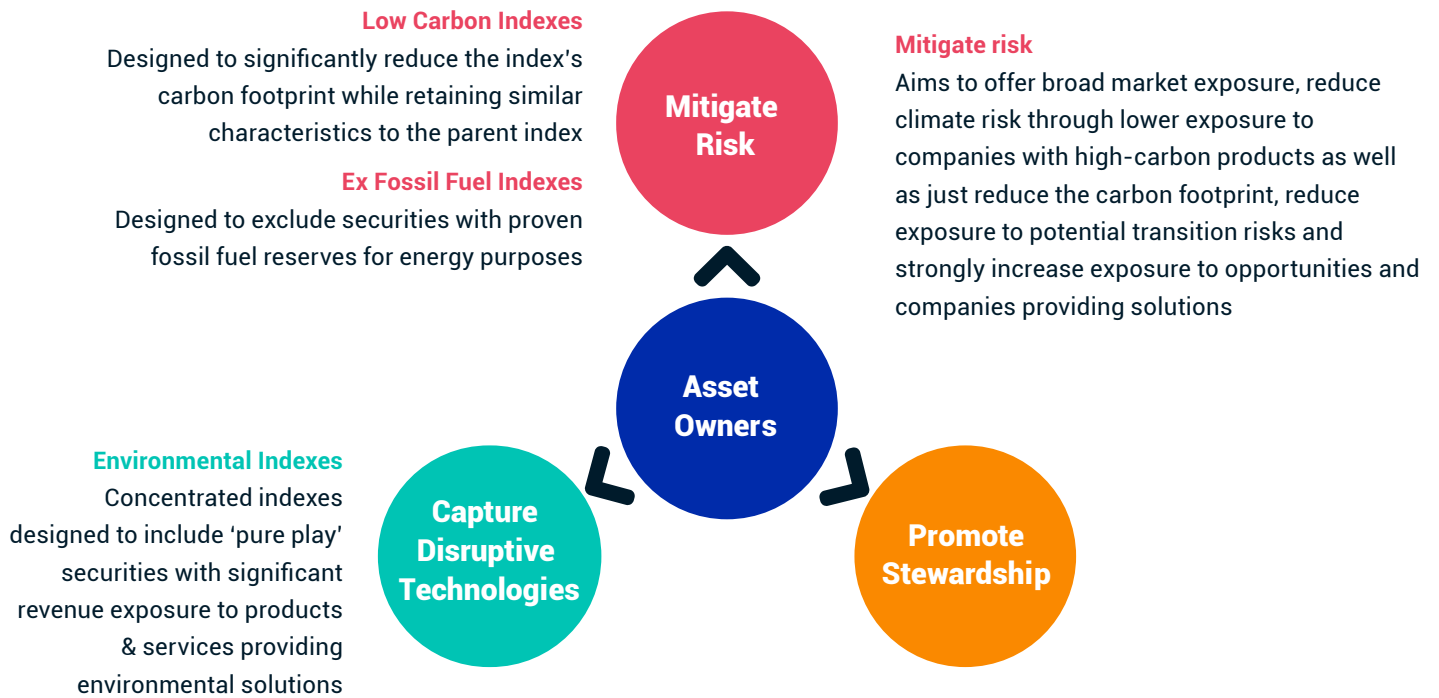 Low Carbon Indexes
Designed to significantly reduce the index's
carbon footprint while retaining similar
characteristics to the parent index
Ex Fossil Fuel Indexes
Designed to exclude securities with proven
fossil fuel reserves for energy purposes
Mitigate
Risk
Mitigate risk
Aims to offer broad market exposure, reduce
climate risk through lower exposure to
companies with high-carbon products as well
as just reduce the carbon footprint, reduce
exposure to potential transition risks and
strongly increase exposure to opportunities and
companies providing solutions
Asset
Owners
Environmental Indexes
Concentrated indexes
designed to include ‘pure play’
securities with significant
revenue exposure to products
& services providing
environmental solutions
Capture
Disruptive
Technologies
Promote
Stewardship